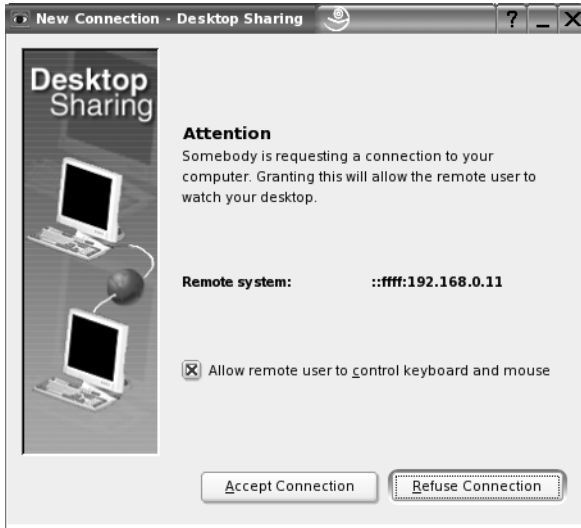 New Connection - Desktop Sharing
Desktop
Sharing
Attention
Somebody is requesting a connection to your
computer. Granting this will allow the remote user to
watch your desktop.
Remote system: ::ffff:192.168.0.11
Allow remote user to control keyboard and mouse
Accept Connection Refuse Connection